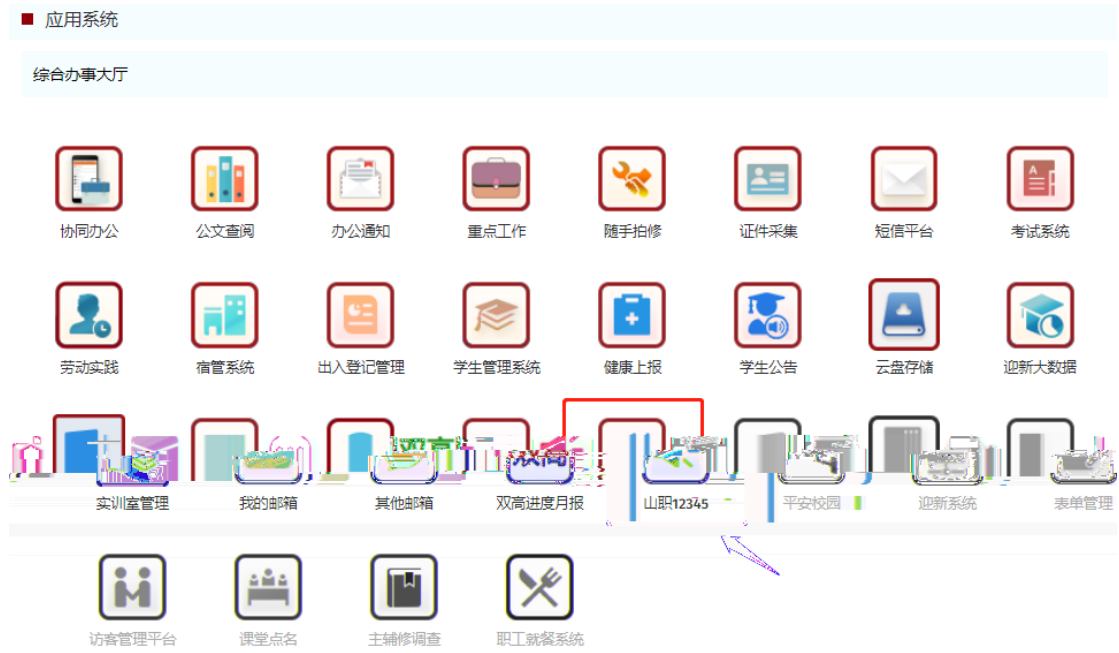 应用系统
综合办事大厅
协同办公 公文查阅 办公通知 重点工作 随手拍修 证件采集 短信平台 考试系统
劳动实践 宿管系统 出入登记管理 学生管理系统 健康上报 学生公告 云盘存储 迎新大数据
双高
双高
实训室管理 我的邮箱 其他邮箱 双高进度月报 山职12345 平安校园 迎新系统 表单管理
访客管理平台 课堂点名 主辅修调查 职工就餐系统